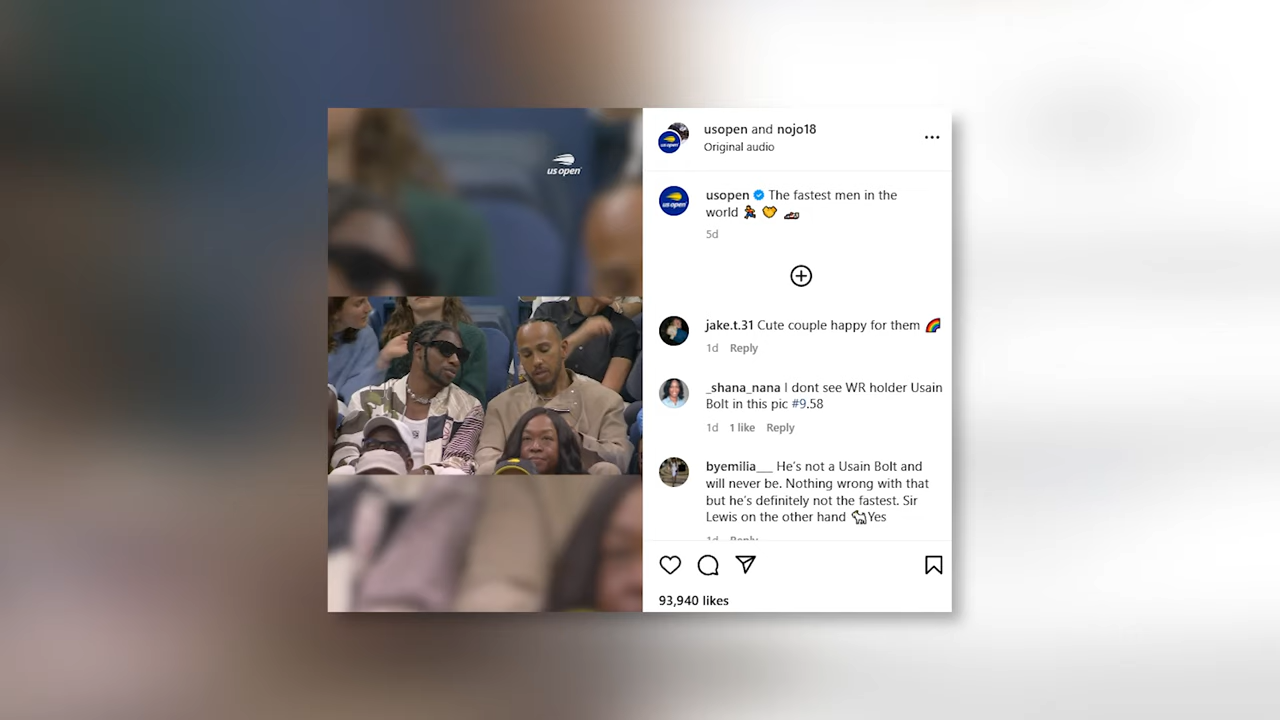 us open
usopen and nojo18
Original audio
usopen The fastest men in the
world
5d
jake.t.31 Cute couple happy for them
1d Reply
_shana_nana I dont see WR holder Usain
Bolt in this pic #9.58
1d 1 like Reply
byemilia___ He's not a Usain Bolt and
will never be. Nothing wrong with that
but he's definitely not the fastest. Sir
Lewis on the other hand 🐐Yes
1d Reply
93,940 likes